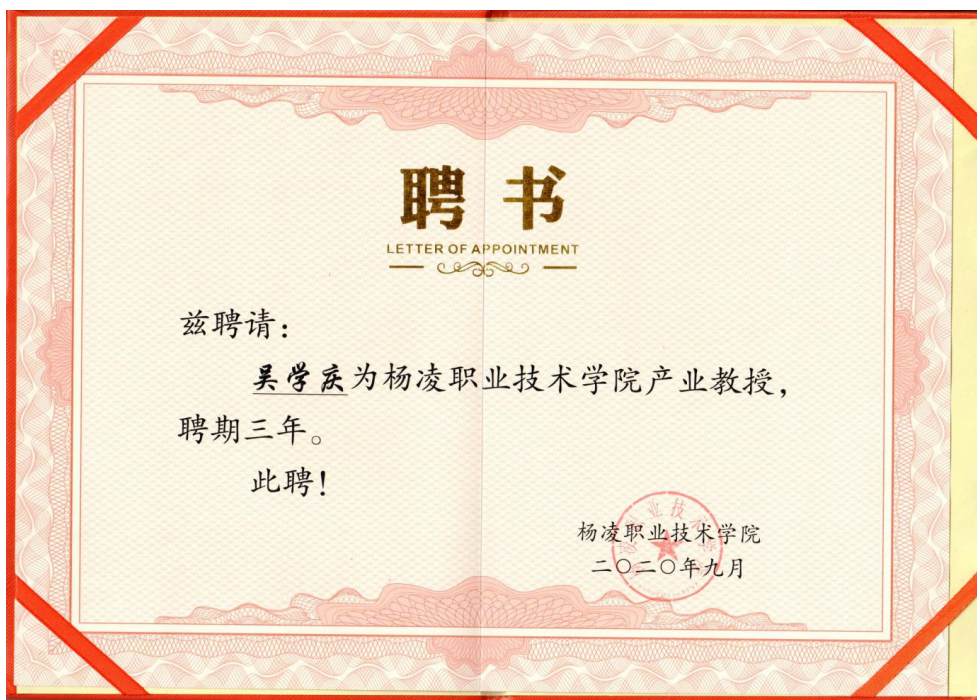 聘书
LETTER OF APPOINTMENT
兹聘请：
吴学庆为杨凌职业技术学院产业教授，
聘期三年。
此聘！
杨凌职业技术学院
二〇二〇年九月